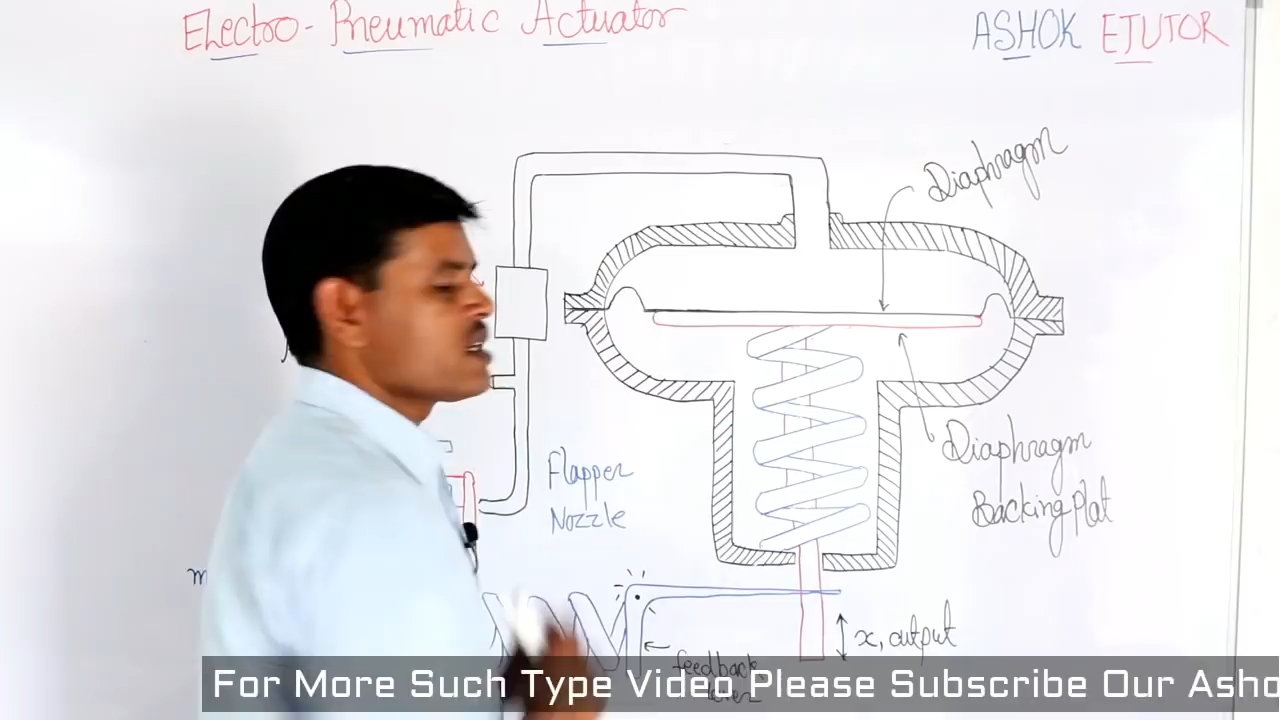 Electro-Pneumatic Actuator
ASHOK EJUTOR
Diaphragm
Flapper
Nozzle
Diaphragm
Backing Plat
x, output
feedback
lever
For More Such Type Video Please Subscribe Our Asho